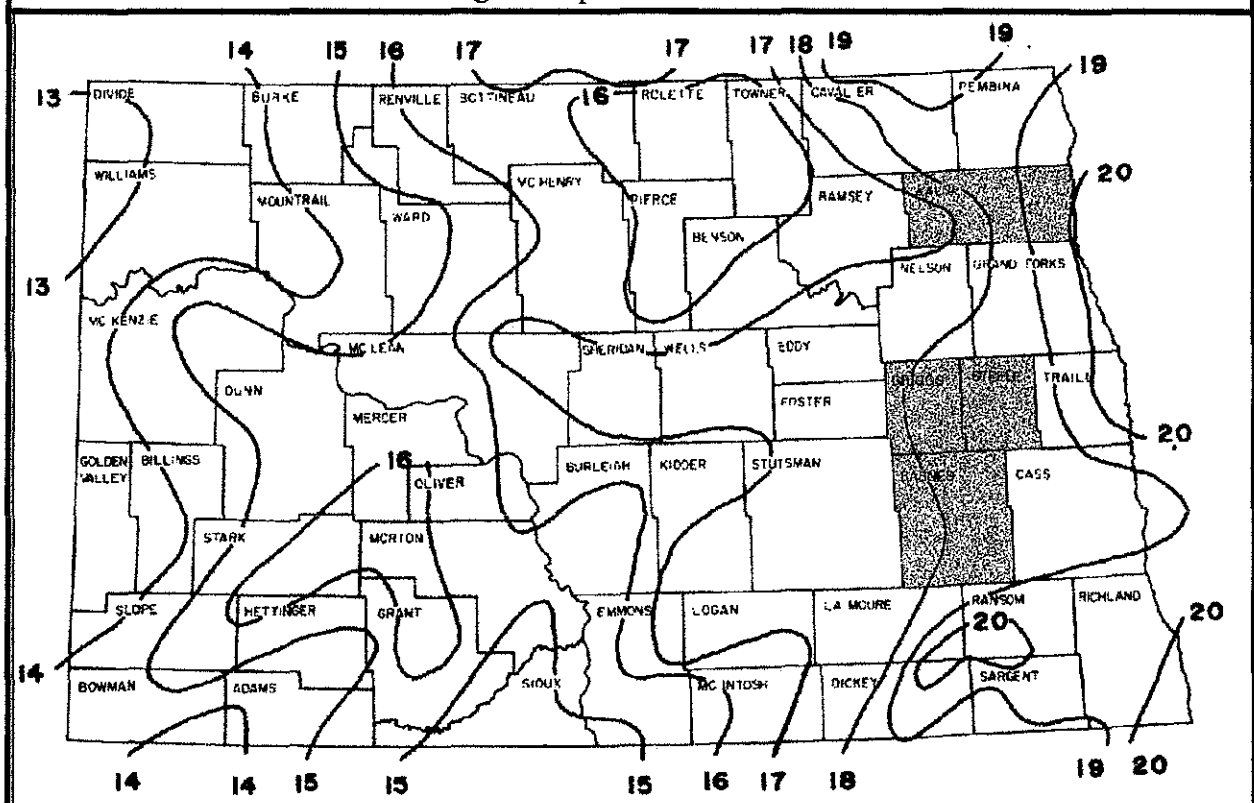 14 15 16 17 17 17 18 19 19 19
13 DIVIDE BURKE RENVILLE BOTTINEAU 16 ROLETTE TOWNER CAVALIER PEMBINA
WILLIAMS MOUNTRAIL WARD MC HENRY PIERCE BENSON RAMSEY 20
13 NELSON GRAND FORKS
MC KENZIE MC LEAN SHERIDAN WELLS EDDY
DUNN MERCER FOSTER GRIGGS STEELE TRAILL
GOLDEN VALLEY BILLINGS 16 OLIVER BURLEIGH KIDDER STUTSMAN CASS 20
STARK MORTON
SLOPE HETTINGER GRANT EMMONS LOGAN LA MOURE RANSOM RICHLAND
20 20
14 BOWMAN ADAMS SIOUX MC INTOSH DICKEY SARGENT
14 14 15 15 15 16 17 18 19 20